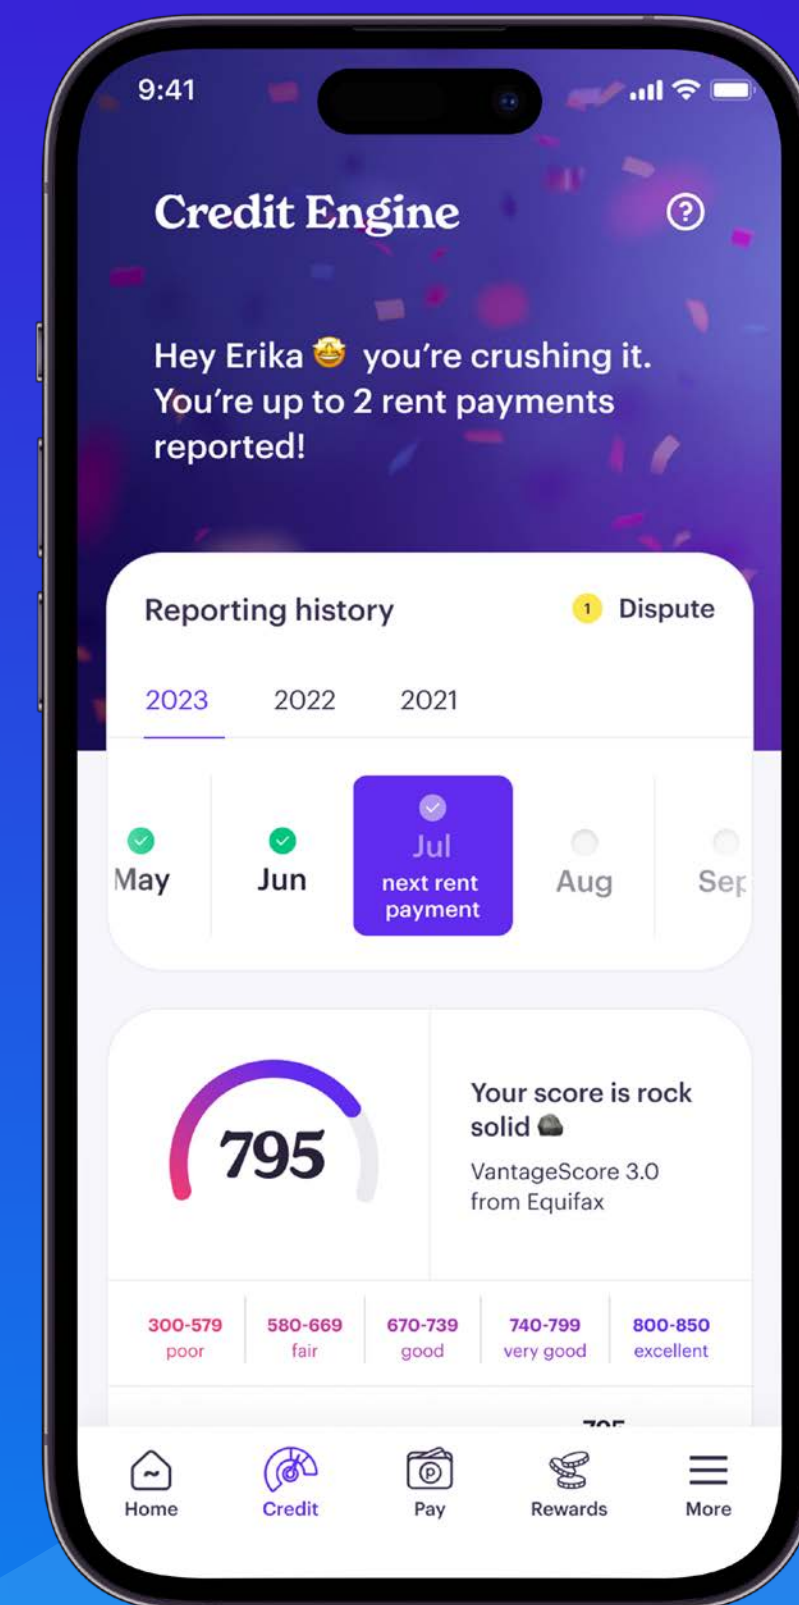 9:41
Credit Engine
?
Hey Erika 🤩 you’re crushing it.
You’re up to 2 rent payments
reported!
Reporting history
1 Dispute
2023 2022 2021
May Jun Jul Aug Sep
next rent
payment
795
Your score is rock
solid 🪨
VantageScore 3.0
from Equifax
300-579 580-669 670-739 740-799 800-850
poor fair good very good excellent
795
Home Credit Pay Rewards More